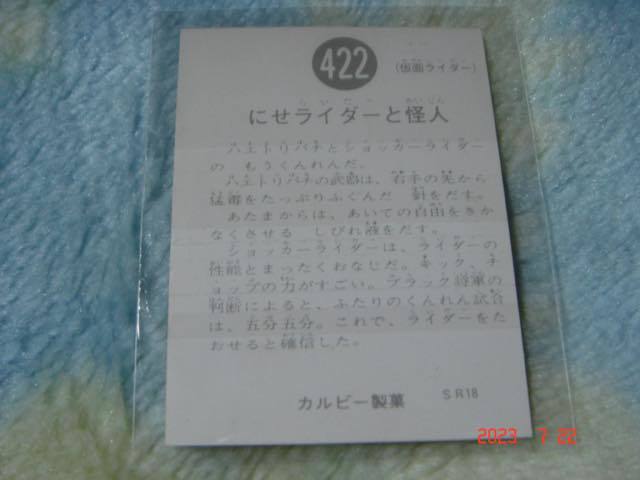 422
(仮面ライダー)
にせライダーと怪人
ハエトリバチとショッカーライダー
の もうくんれんだ。
ハエトリバチの武器は、右手の先から
猛毒をたっぷりふくんだ 針をだす。
あたまからは、あいての自由をきか
なくさせる しびれ液をだす。
ショッカーライダーは、ライダーの
性能とまったくおなじだ。キック、チ
ョップの力がすごい。ブラック将軍の
判断によると、ふたりのくんれん試合
は、五分五分。これで、ライダーをた
おせると確信した。
カルビー製菓
SR18
2023 7 22